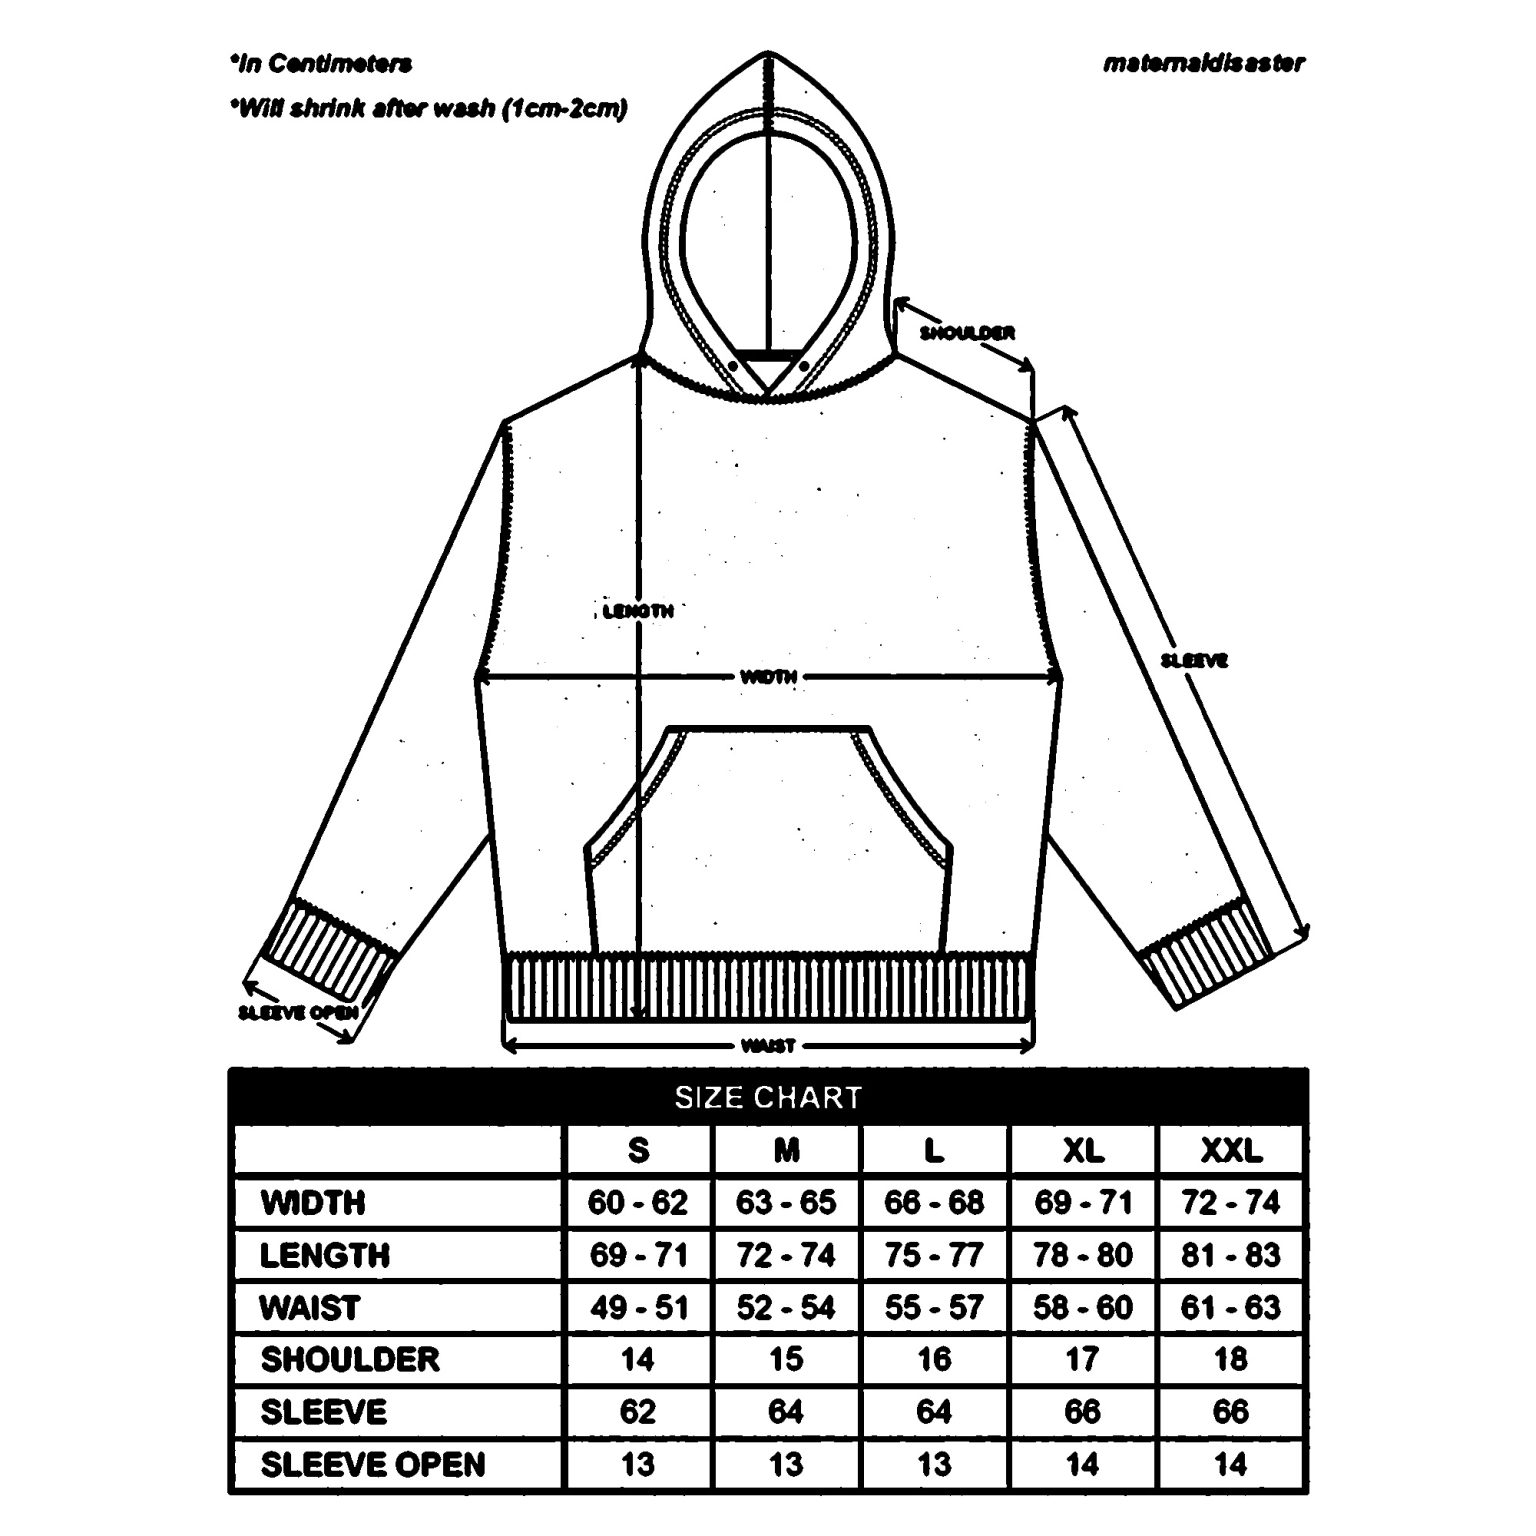 *In Centimeters
maternaldisaster
*Will shrink after wash (1cm-2cm)
SHOULDER
LENGTH
SLEEVE
WIDTH
SLEEVE OPEN
WAIST
SIZE CHART
S M L XL XXL
WIDTH 60 - 62 63 - 65 66 - 68 69 - 71 72 - 74
LENGTH 69 - 71 72 - 74 75 - 77 78 - 80 81 - 83
WAIST 49 - 51 52 - 54 55 - 57 58 - 60 61 - 63
SHOULDER 14 15 16 17 18
SLEEVE 62 64 64 66 66
SLEEVE OPEN 13 13 13 14 14